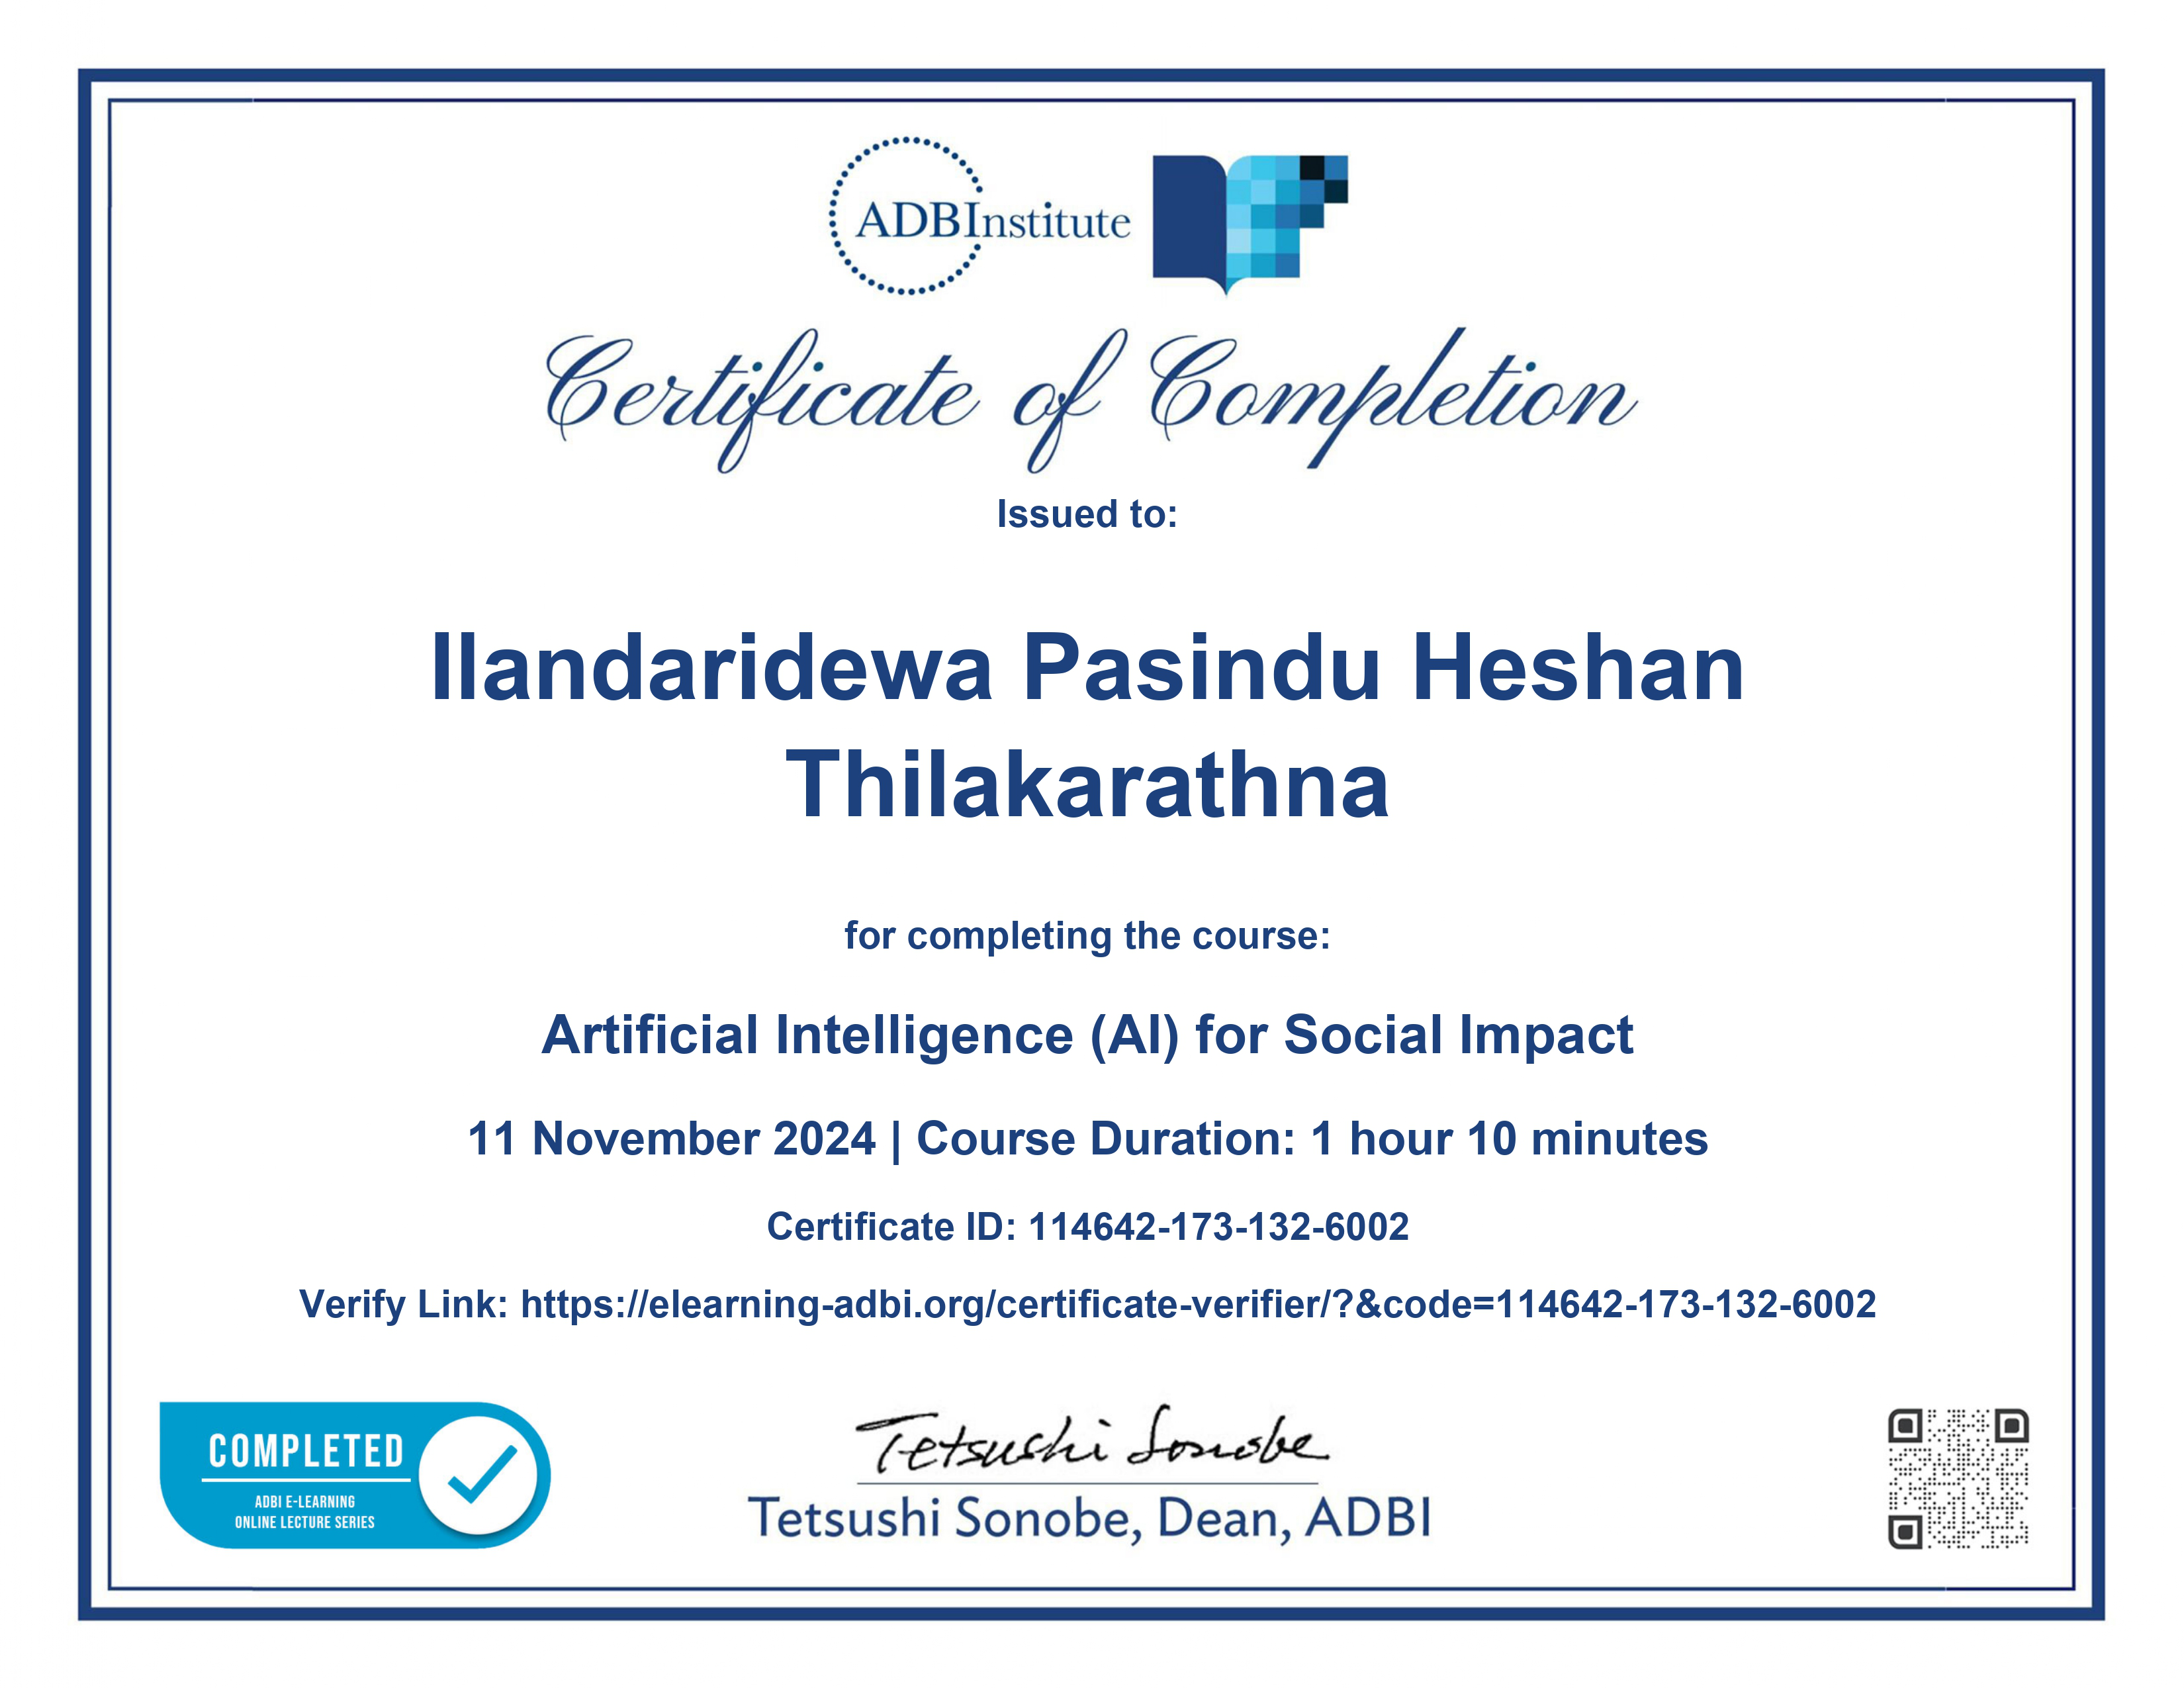 ADBInstitute
Certificate of Completion
Issued to:
Ilandaridewa Pasindu Heshan
Thilakarathna
for completing the course:
Artificial Intelligence (AI) for Social Impact
11 November 2024 | Course Duration: 1 hour 10 minutes
Certificate ID: 114642-173-132-6002
Verify Link: https://elearning-adbi.org/certificate-verifier/?&code=114642-173-132-6002
COMPLETED
ADBI E-LEARNING
ONLINE LECTURE SERIES
Tetsushi Sonobe
Tetsushi Sonobe, Dean, ADBI